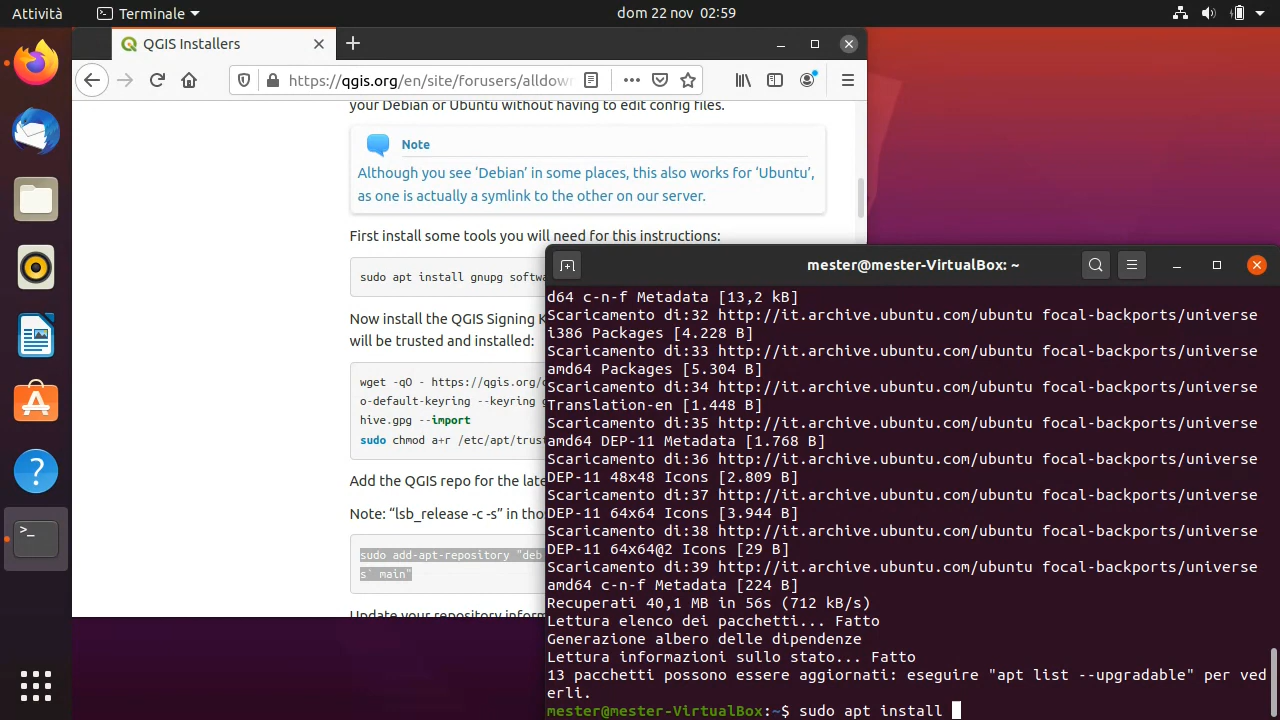 Attività
Terminale
dom 22 nov 02:59
QGIS Installers
https://qgis.org/en/site/forusers/alldow
your Debian or Ubuntu without having to edit config files.
Note
Although you see ‘Debian’ in some places, this also works for ‘Ubuntu’,
as one is actually a symlink to the other on our server.
First install some tools you will need for this instructions:
sudo apt install gnupg softwa
Now install the QGIS Signing K
will be trusted and installed:
wget -qO - https://qgis.org/d
o-default-keyring --keyring g
hive.gpg --import
sudo chmod a+r /etc/apt/trust
Add the QGIS repo for the late
Note: “lsb_release -c -s” in thos
sudo add-apt-repository "deb
s` main"
Update your repository inform
mester@mester-VirtualBox: ~
d64 c-n-f Metadata [13,2 kB]
Scaricamento di:32 http://it.archive.ubuntu.com/ubuntu focal-backports/universe
i386 Packages [4.228 B]
Scaricamento di:33 http://it.archive.ubuntu.com/ubuntu focal-backports/universe
amd64 Packages [5.304 B]
Scaricamento di:34 http://it.archive.ubuntu.com/ubuntu focal-backports/universe
Translation-en [1.448 B]
Scaricamento di:35 http://it.archive.ubuntu.com/ubuntu focal-backports/universe
amd64 DEP-11 Metadata [1.768 B]
Scaricamento di:36 http://it.archive.ubuntu.com/ubuntu focal-backports/universe
DEP-11 48x48 Icons [2.809 B]
Scaricamento di:37 http://it.archive.ubuntu.com/ubuntu focal-backports/universe
DEP-11 64x64 Icons [3.944 B]
Scaricamento di:38 http://it.archive.ubuntu.com/ubuntu focal-backports/universe
DEP-11 64x64@2 Icons [29 B]
Scaricamento di:39 http://it.archive.ubuntu.com/ubuntu focal-backports/universe
amd64 c-n-f Metadata [224 B]
Recuperati 40,1 MB in 56s (712 kB/s)
Lettura elenco dei pacchetti... Fatto
Generazione albero delle dipendenze
Lettura informazioni sullo stato... Fatto
13 pacchetti possono essere aggiornati: eseguire "apt list --upgradable" per ved
erli.
mester@mester-VirtualBox:~$ sudo apt install